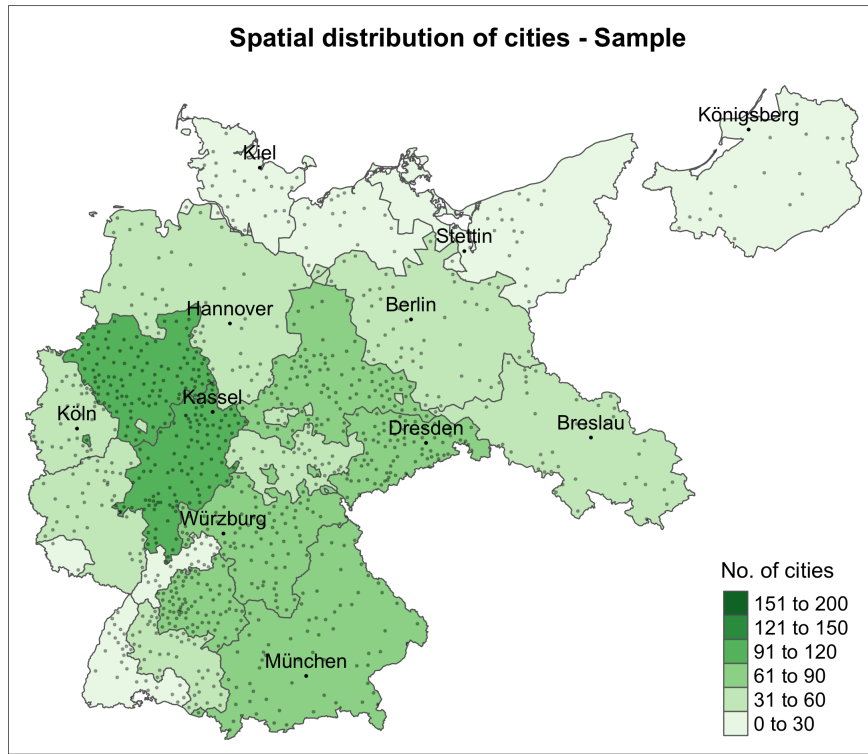 Spatial distribution of cities - Sample
Königsberg
Kiel
Stettin
Hannover
Berlin
Kassel
Köln
Dresden
Breslau
Würzburg
München
No. of cities
151 to 200
121 to 150
91 to 120
61 to 90
31 to 60
0 to 30